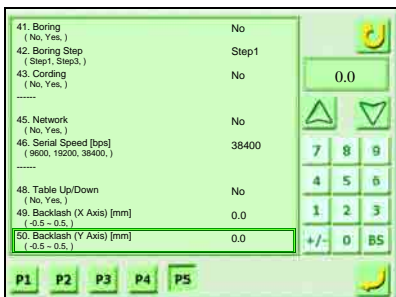 41. Boring No
( No, Yes, )
42. Boring Step Step1
( Step1, Step3, )
43. Cording No
( No, Yes, )
------
45. Network No
( No, Yes, )
46. Serial Speed [bps] 38400
( 9600, 19200, 38400, )
------
48. Table Up/Down No
( No, Yes, )
49. Backlash (X Axis) [mm] 0.0
( -0.5 ~ 0.5, )
50. Backlash (Y Axis) [mm] 0.0
( -0.5 ~ 0.5, )
0.0
7 8 9
4 5 6
1 2 3
+/- 0 BS
P1 P2 P3 P4 P5